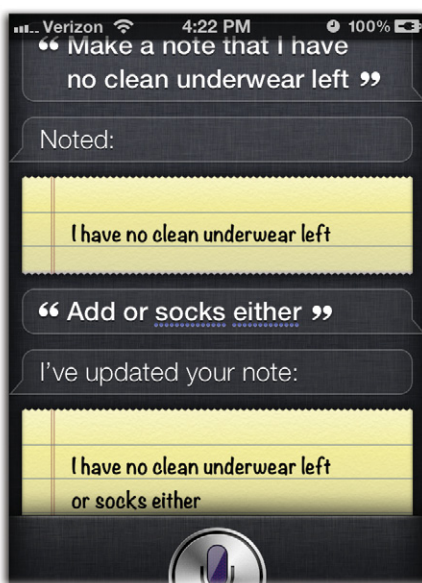 Verizon 4:22 PM 100%
“ Make a note that I have
no clean underwear left ”
Noted:
I have no clean underwear left
“ Add or socks either ”
I’ve updated your note:
I have no clean underwear left
or socks either